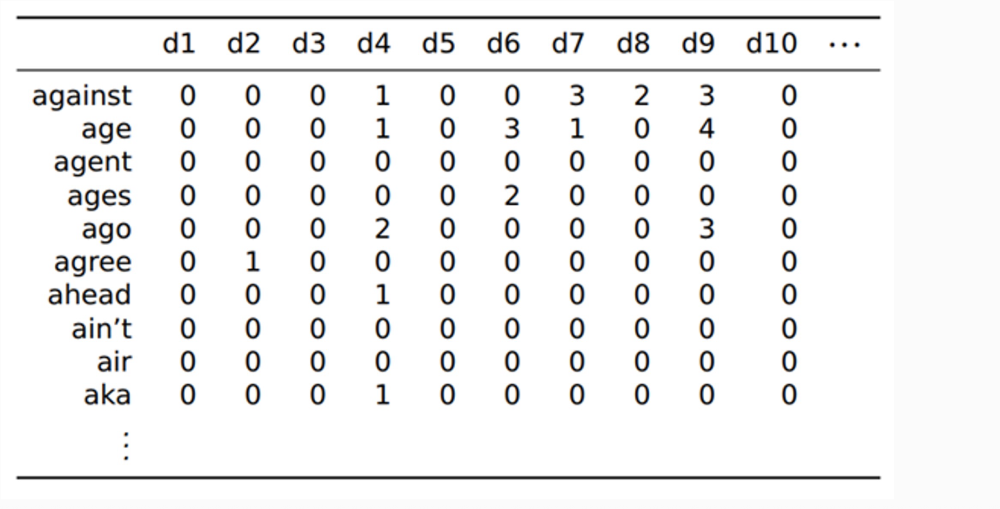 d1 d2 d3 d4 d5 d6 d7 d8 d9 d10 ⋯
against 0 0 0 1 0 0 3 2 3 0
age 0 0 0 1 0 3 1 0 4 0
agent 0 0 0 0 0 0 0 0 0 0
ages 0 0 0 0 0 2 0 0 0 0
ago 0 0 0 2 0 0 0 0 3 0
agree 0 1 0 0 0 0 0 0 0 0
ahead 0 0 0 1 0 0 0 0 0 0
ain’t 0 0 0 0 0 0 0 0 0 0
air 0 0 0 0 0 0 0 0 0 0
aka 0 0 0 1 0 0 0 0 0 0
⋮